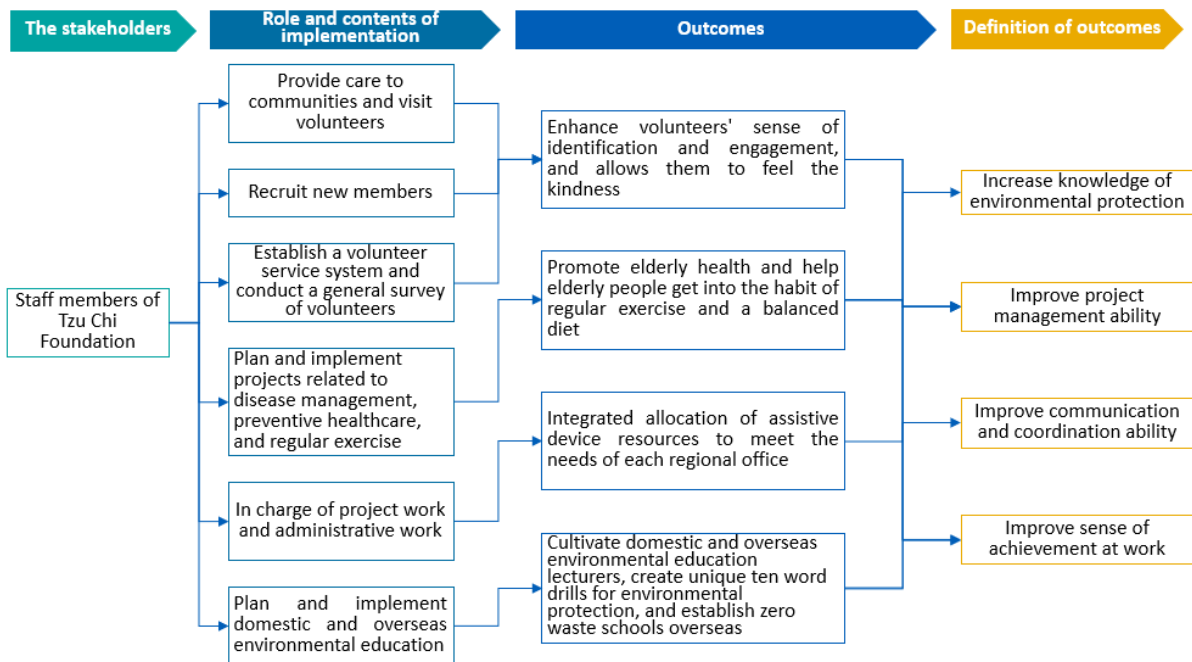 The stakeholders
Role and contents of
implementation
Outcomes
Definition of outcomes
Staff members of
Tzu Chi
Foundation
Provide care to
communities and visit
volunteers
Recruit new members
Establish a volunteer
service system and
conduct a general survey
of volunteers
Plan and implement
projects related to
disease management,
preventive healthcare,
and regular exercise
In charge of project work
and administrative work
Plan and implement
domestic and overseas
environmental education
Enhance volunteers' sense of
identification and engagement,
and allows them to feel the
kindness
Promote elderly health and help
elderly people get into the habit of
regular exercise and a balanced
diet
Integrated allocation of assistive
device resources to meet the
needs of each regional office
Cultivate domestic and overseas
environmental education
lecturers, create unique ten word
drills for environmental
protection, and establish zero
waste schools overseas
Increase knowledge of
environmental protection
Improve project
management ability
Improve communication
and coordination ability
Improve sense of
achievement at work